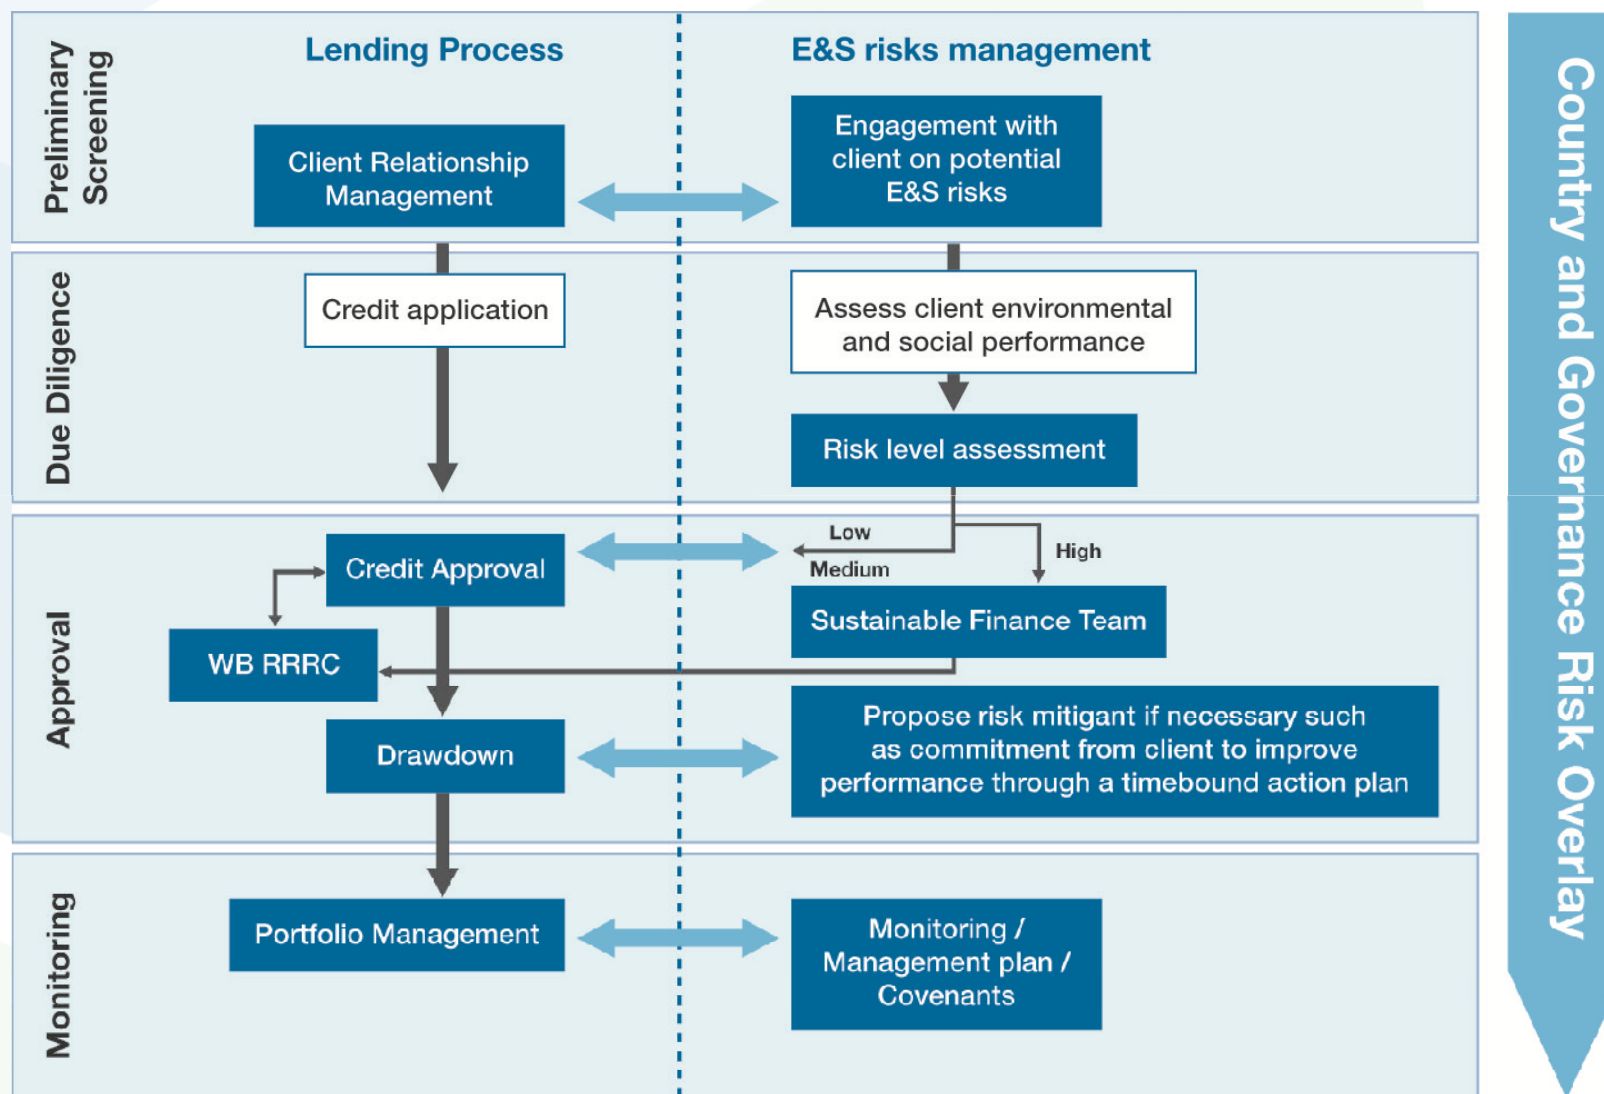 Preliminary
Screening
Lending Process
E&S risks management
Client Relationship
Management
Engagement with
client on potential
E&S risks
Due Diligence
Credit application
Assess client environmental
and social performance
Risk level assessment
Approval
Low
Medium
High
Credit Approval
Sustainable Finance Team
WB RRRC
Drawdown
Propose risk mitigant if necessary such
as commitment from client to improve
performance through a timebound action plan
Monitoring
Portfolio Management
Monitoring /
Management plan /
Covenants
Country and Governance Risk Overlay